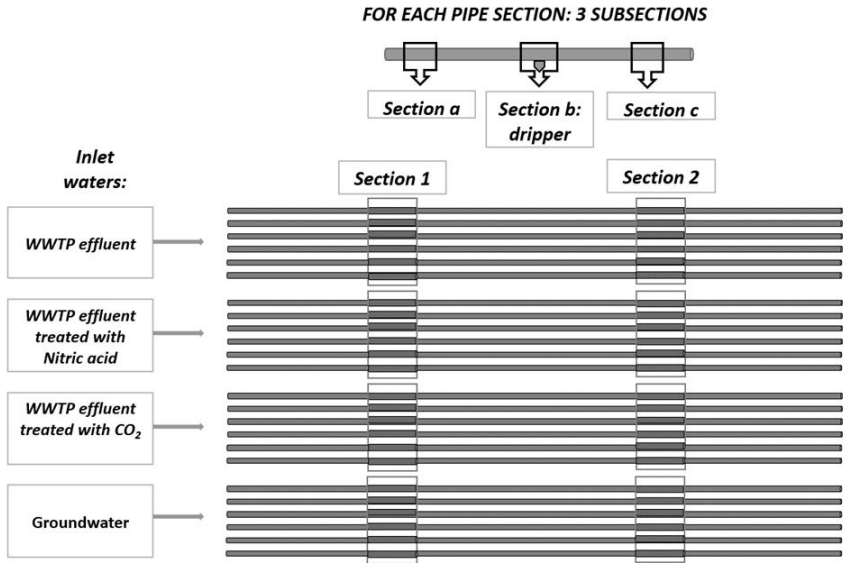 FOR EACH PIPE SECTION: 3 SUBSECTIONS
Section a
Section b:
dripper
Section c
Inlet
waters:
Section 1
Section 2
WWTP effluent
WWTP effluent
treated with
Nitric acid
WWTP effluent
treated with CO₂
Groundwater